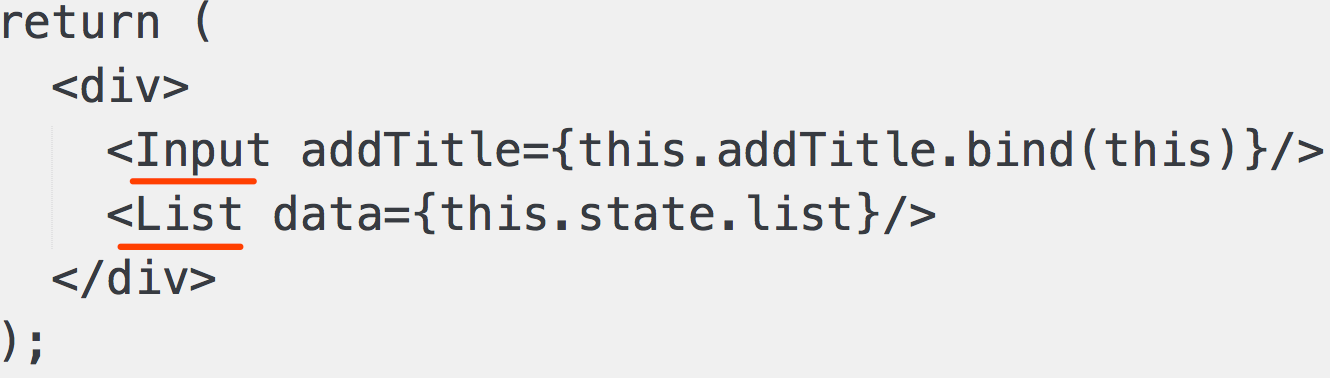 return (
  <div>
    <Input addTitle={this.addTitle.bind(this)}/>
    <List data={this.state.list}/>
  </div>
);